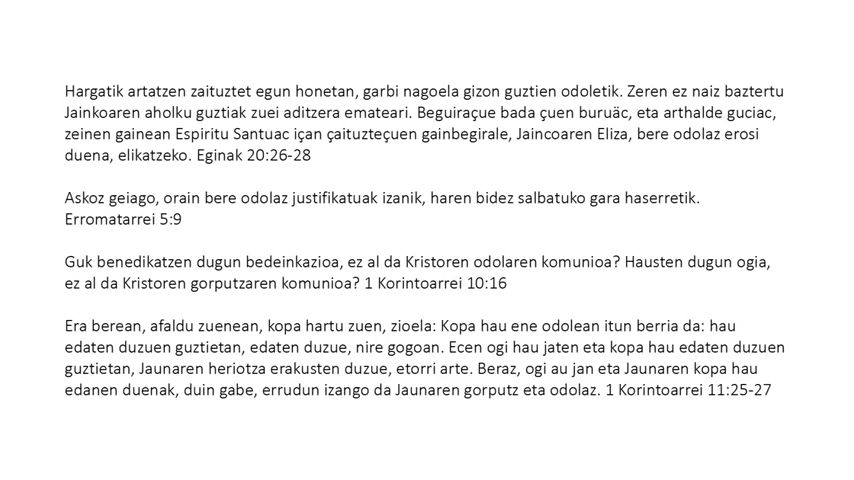 Hargatik artatzen zaituztet egun honetan, garbi nagoela gizon guztien odoletik. Zeren ez naiz baztertu
Jainkoaren aholku guztiak zuei aditzera emateari. Beguiraçue bada çuen buruäc, eta arthalde guciac,
zeinen gainean Espiritu Santuac içan çaituzteçuen gainbegirale, Jaincoaren Eliza, bere odolaz erosi
duena, elikatzeko. Eginak 20:26-28
Askoz geiago, orain bere odolaz justifikatuak izanik, haren bidez salbatuko gara haserretik.
Erromatarrei 5:9
Guk benedikatzen dugun bedeinkazioa, ez al da Kristoren odolaren komunioa? Hausten dugun ogia,
ez al da Kristoren gorputzaren komunioa? 1 Korintoarrei 10:16
Era berean, afaldu zuenean, kopa hartu zuen, zioela: Kopa hau ene odolean itun berria da: hau
edaten duzuen guztietan, edaten duzue, nire gogoan. Ecen ogi hau jaten eta kopa hau edaten duzuen
guztietan, Jaunaren heriotza erakusten duzue, etorri arte. Beraz, ogi au jan eta Jaunaren kopa hau
edanen duenak, duin gabe, errudun izango da Jaunaren gorputz eta odolaz. 1 Korintoarrei 11:25-27